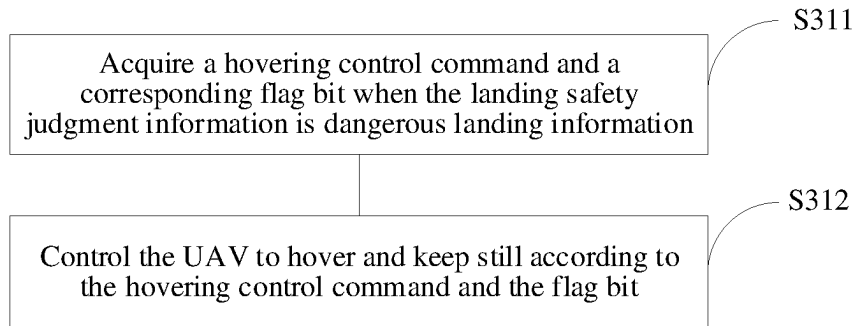 S311
Acquire a hovering control command and a
corresponding flag bit when the landing safety
judgment information is dangerous landing information
S312
Control the UAV to hover and keep still according to
the hovering control command and the flag bit